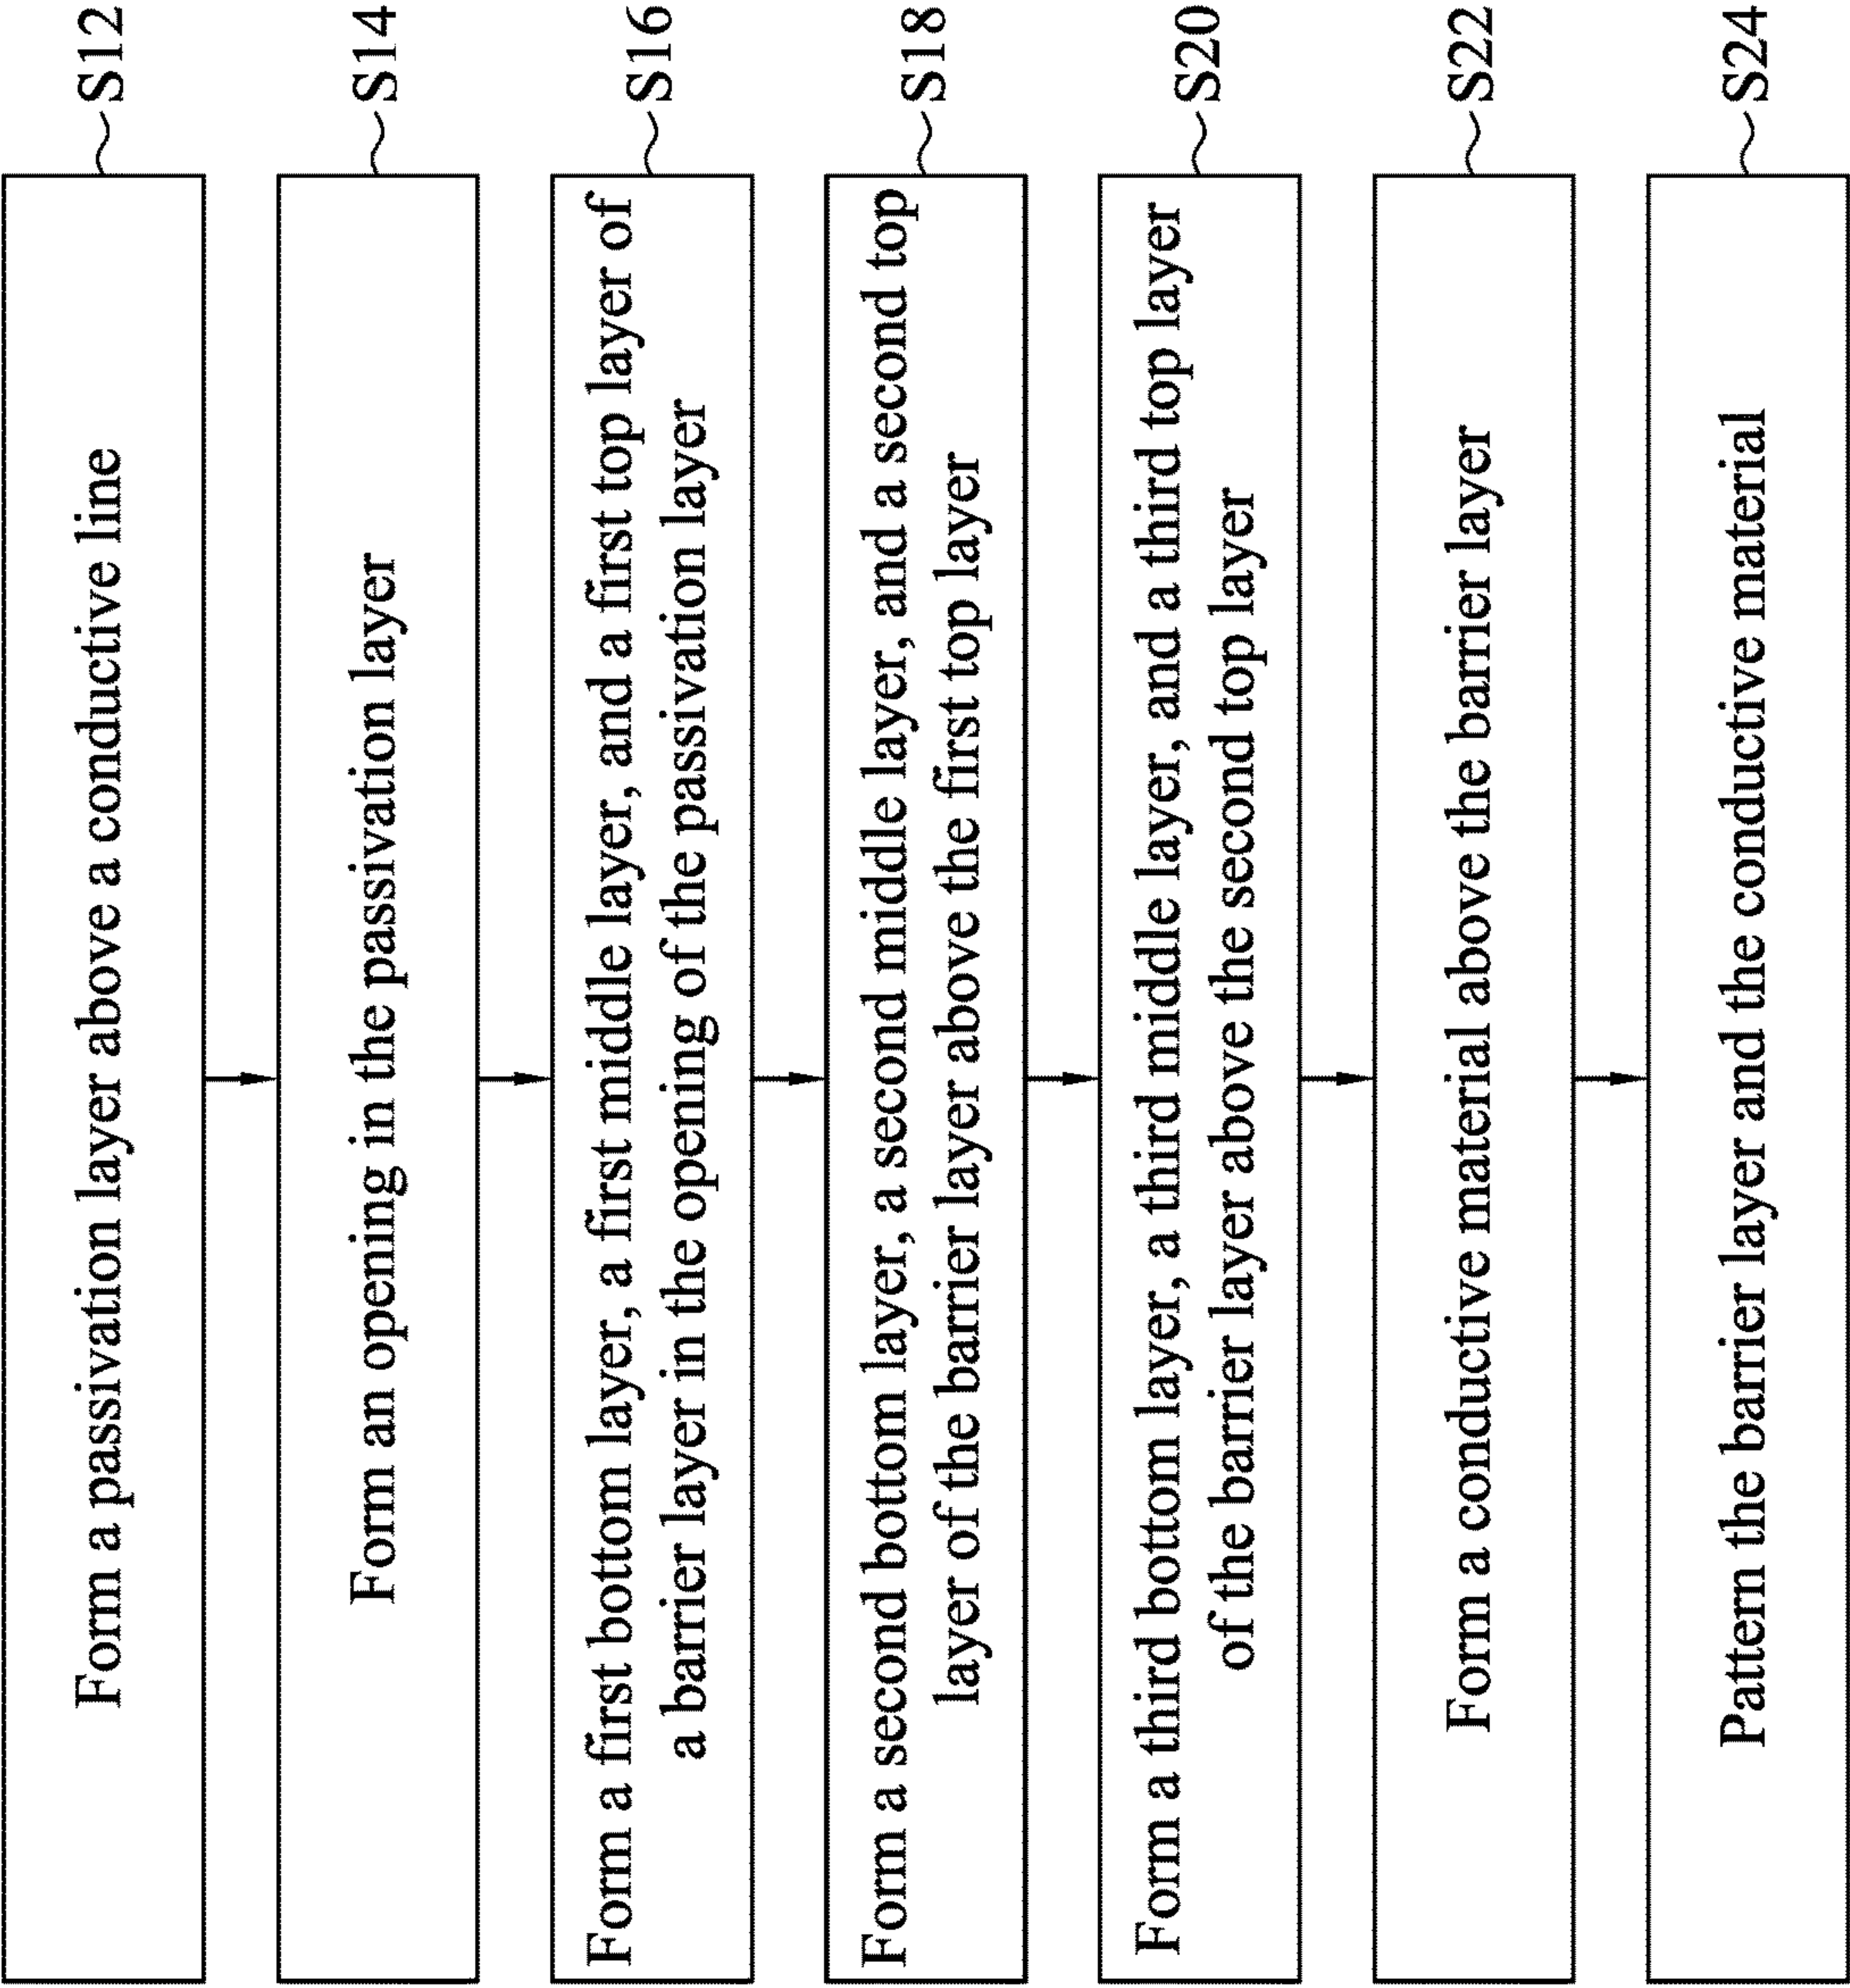 Form a passivation layer above a conductive line
S12
Form an opening in the passivation layer
S14
Form a first bottom layer, a first middle layer, and a first top layer of
a barrier layer in the opening of the passivation layer
S16
Form a second bottom layer, a second middle layer, and a second top
layer of the barrier layer above the first top layer
S18
Form a third bottom layer, a third middle layer, and a third top layer
of the barrier layer above the second top layer
S20
Form a conductive material above the barrier layer
S22
Pattern the barrier layer and the conductive material
S24